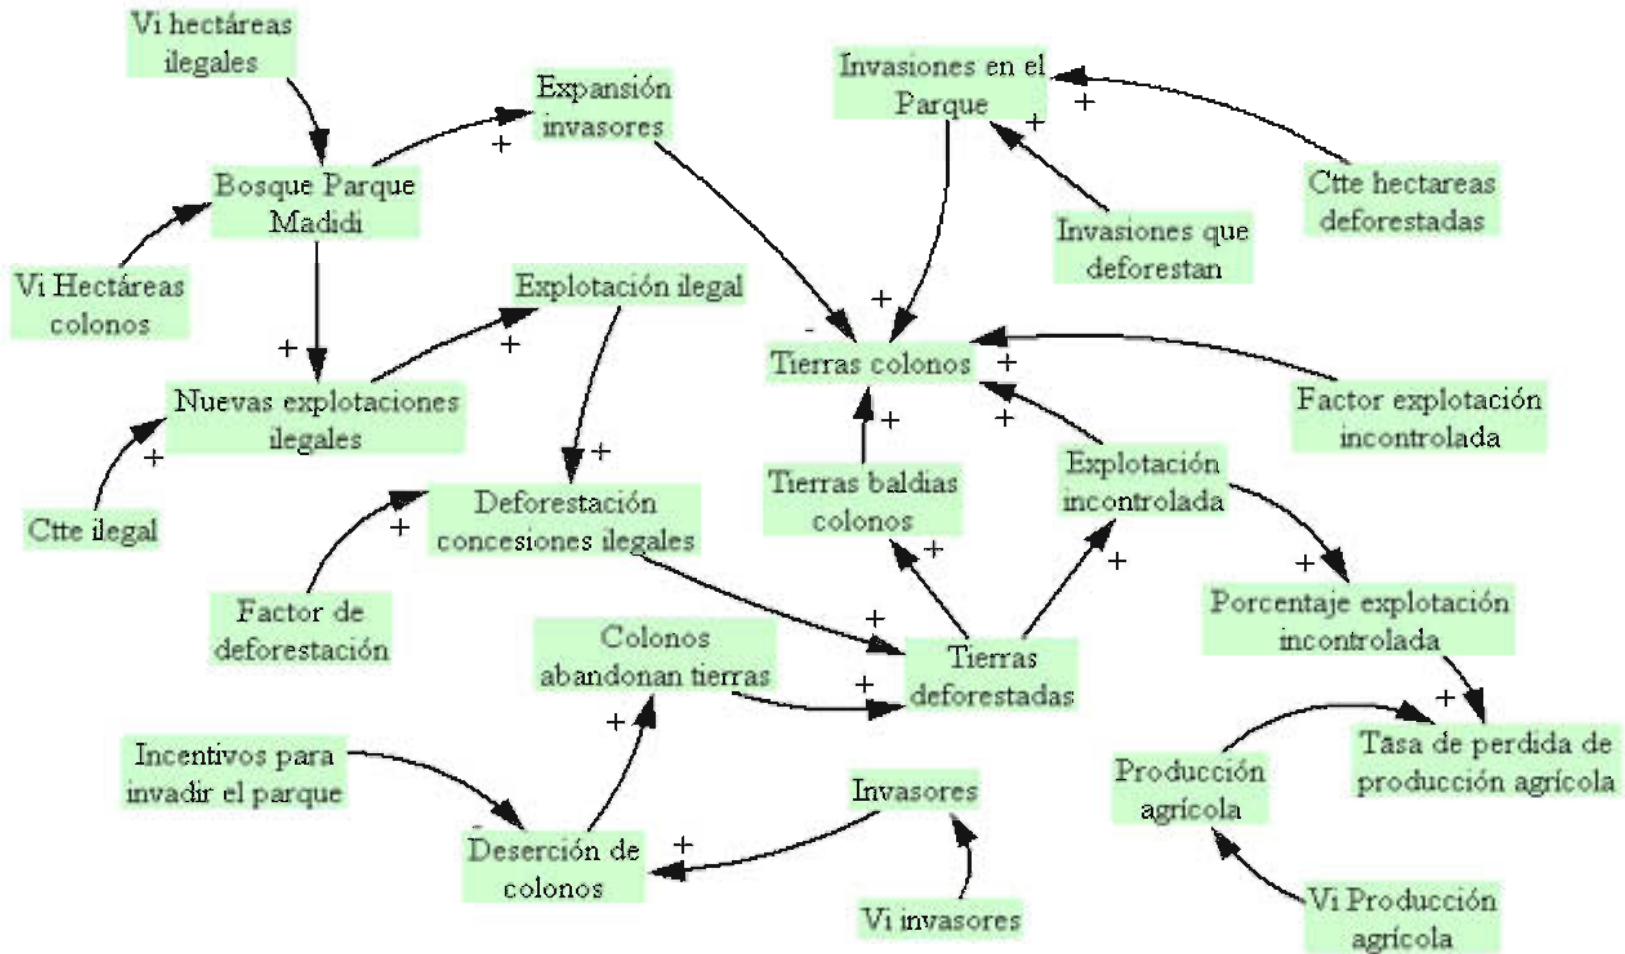 Vi hectáreas
ilegales
Expansión
invasores
+
Invasiones en el
Parque
+
+
Bosque Parque
Madidi
Ctte hectareas
deforestadas
Invasiones que
deforestan
Vi Hectáreas
colonos
Explotación ilegal
+
+
+
-
Tierras colonos
+
Nuevas explotaciones
ilegales
+
Factor explotación
incontrolada
+
+
+
Ctte ilegal
Deforestación
concesiones ilegales
+
Tierras baldias
colonos
Explotación
incontrolada
+
+
+
Factor de
deforestación
Colonos
abandonan tierras
+
+
Tierras
deforestadas
Porcentaje explotación
incontrolada
+
+
Incentivos para
invadir el parque
Invasores
Producción
agrícola
Tasa de perdida de
producción agrícola
-
Deserción de
colonos
+
Vi invasores
Vi Producción
agrícola